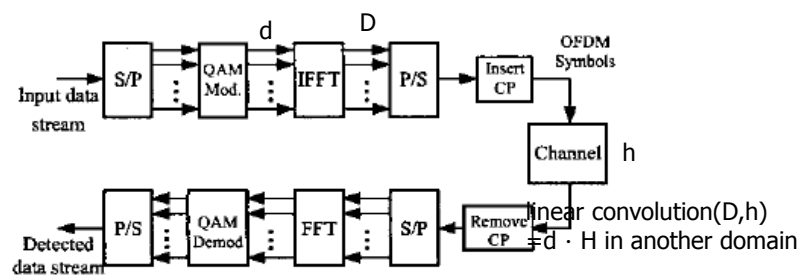 d
D
OFDM
Symbols
S/P
QAM
Mod.
IFFT
P/S
Insert
CP
Input data
stream
Channel
h
P/S
QAM
Demod
FFT
S/P
Remove
CP
linear convolution(D,h)
=d · H in another domain
Detected
data stream